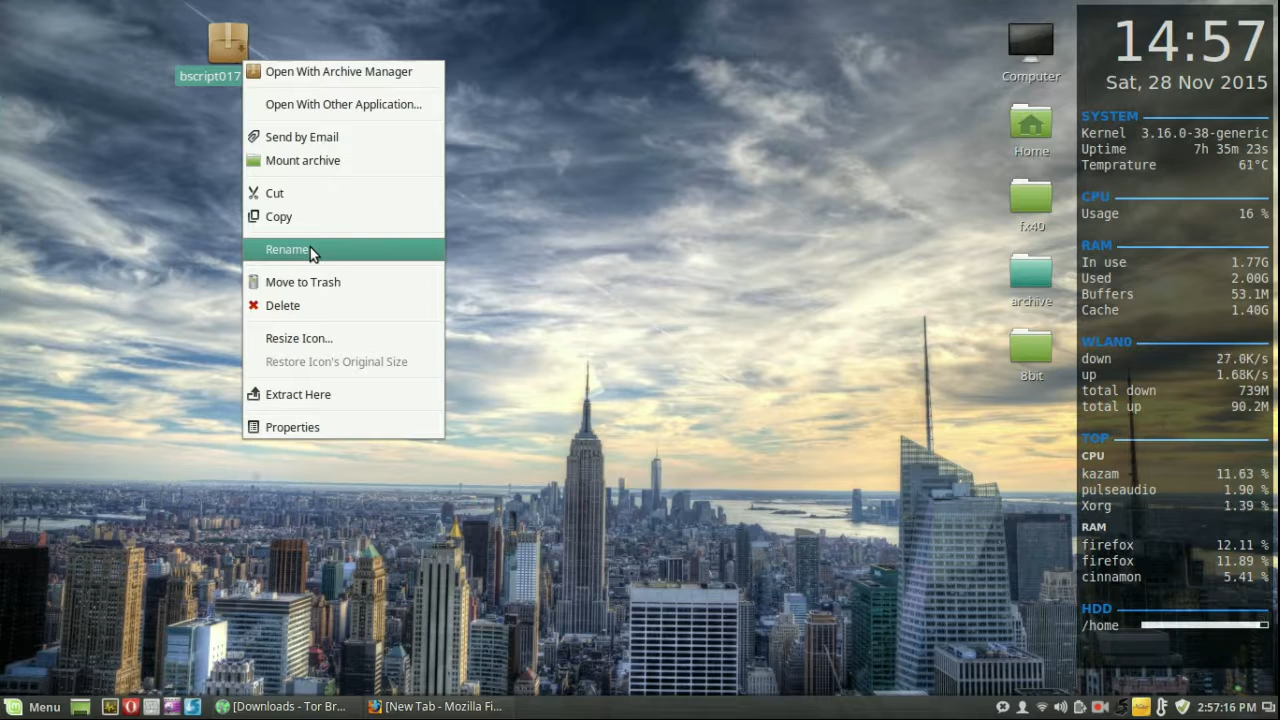 bscript017
Open With Archive Manager
Open With Other Application...
Send by Email
Mount archive
Cut
Copy
Rename
Move to Trash
Delete
Resize Icon...
Restore Icon's Original Size
Extract Here
Properties
Computer
Home
fx40
archive
8bit
14:57
Sat, 28 Nov 2015
SYSTEM
Kernel 3.16.0-38-generic
Uptime 7h 35m 23s
Temprature 61°C
CPU
Usage 16 %
RAM
In use 1.77G
Used 2.00G
Buffers 53.1M
Cache 1.40G
WLAN0
down 27.0K/s
up 1.68K/s
total down 739M
total up 90.2M
TOP
CPU
kazam 11.63 %
pulseaudio 1.90 %
Xorg 1.39 %
RAM
firefox 12.11 %
firefox 11.89 %
cinnamon 5.41 %
HDD
/home
Menu [Downloads - Tor Br... [New Tab - Mozilla Fi... 2:57:16 PM